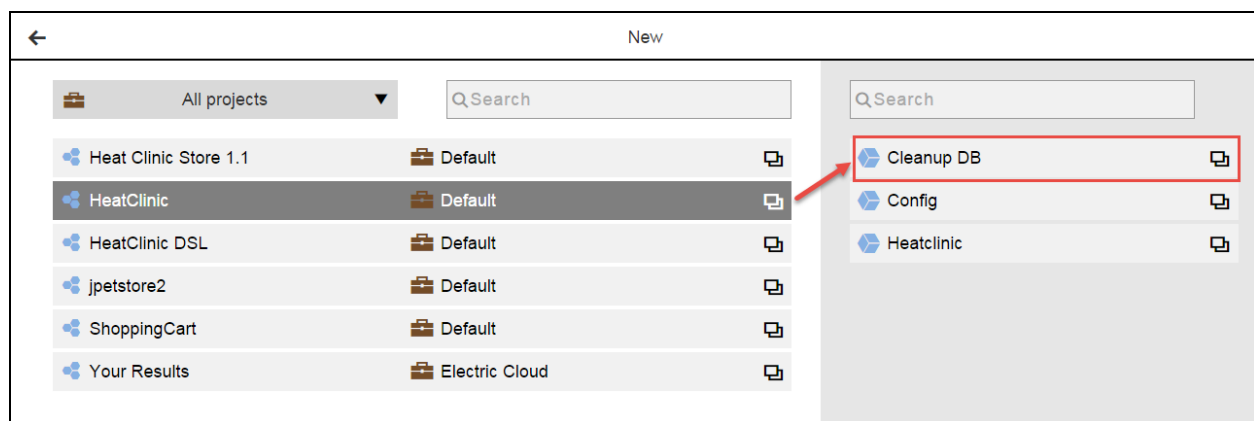 New
All projects
Search
Search
Heat Clinic Store 1.1 Default
HeatClinic Default
HeatClinic DSL Default
jpetstore2 Default
ShoppingCart Default
Your Results Electric Cloud
Cleanup DB
Config
Heatclinic